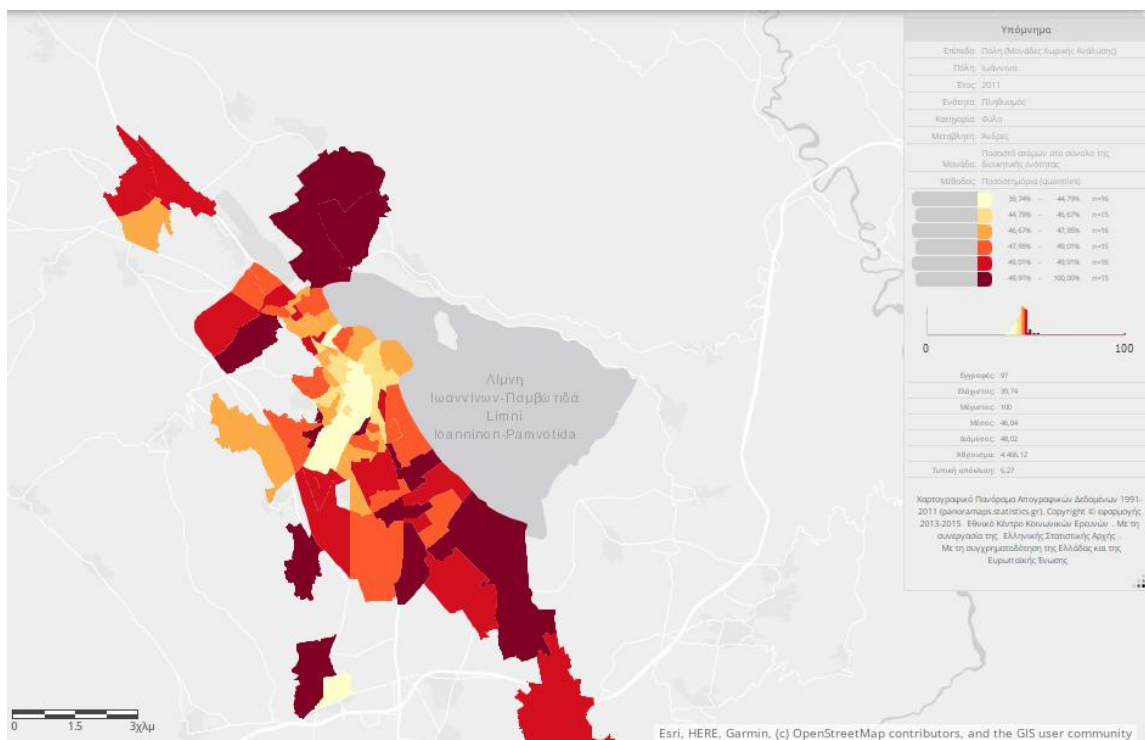 Υπόμνημα
Επίπεδο: Πόλη (Μονάδες Χωρικής Ανάλυσης)
Πόλη: Ιωάννινα
Έτος: 2011
Ενότητα: Πληθυσμός
Κατηγορία: Φύλο
Μεταβλητή: Άνδρες
Μονάδα: Ποσοστό ατόμων στο σύνολο της διοικητικής ενότητας
Μέθοδος: Ποσοστημόρια (quantiles)
39,74% - 44,79% n=16
44,79% - 46,67% n=15
46,67% - 47,95% n=16
47,95% - 49,01% n=15
49,01% - 49,91% n=16
49,91% - 100,00% n=15
0 100
Εγγραφές: 97
Ελάχιστος: 39,74
Μέγιστος: 100
Μέσος: 46,04
Διάμεσος: 48,02
Άθροισμα: 4.466,12
Τυπική απόκλιση: 6,27
Χαρτογραφικό Πανόραμα Απογραφικών Δεδομένων 1991-
2011 (panoramaps.statistics.gr). Copyright © εφαρμογής
2013-2015 Εθνικό Κέντρο Κοινωνικών Ερευνών . Με τη
συνεργασία της Ελληνικής Στατιστικής Αρχής .
Με τη συγχρηματοδότηση της Ελλάδας και της
Ευρωπαϊκής Ένωσης
Λίμνη
Ιωαννίνων-Παμβώτιδα
Limni
Ioanninon-Pamvotida
0 1.5 3χλμ
Esri, HERE, Garmin, (c) OpenStreetMap contributors, and the GIS user community